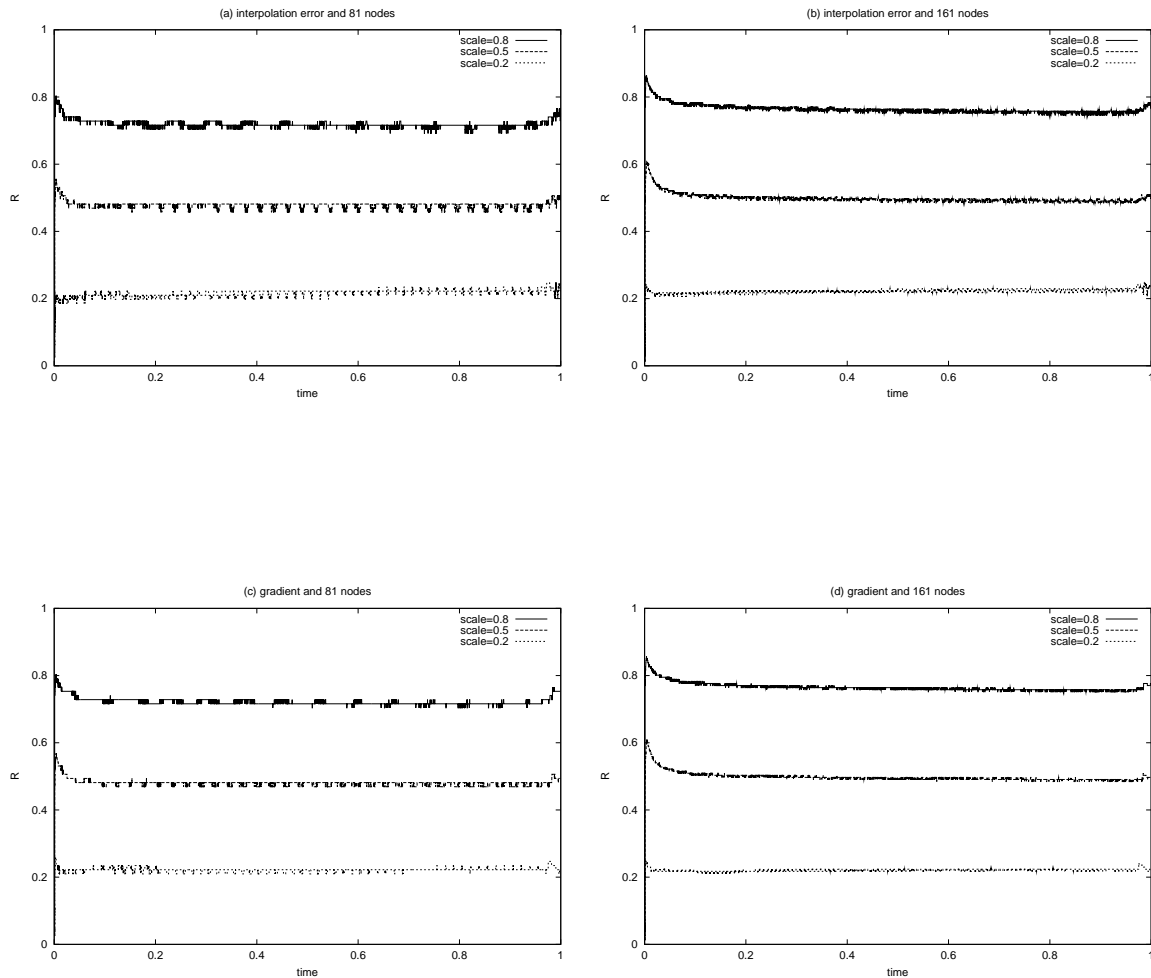 (a) interpolation error and 81 nodes
scale=0.8
scale=0.5
scale=0.2
1
0.8
0.6
0.4
0.2
0
R
0
0.2
0.4
0.6
0.8
1
time
(b) interpolation error and 161 nodes
scale=0.8
scale=0.5
scale=0.2
1
0.8
0.6
0.4
0.2
0
R
0
0.2
0.4
0.6
0.8
1
time
(c) gradient and 81 nodes
scale=0.8
scale=0.5
scale=0.2
1
0.8
0.6
0.4
0.2
0
R
0
0.2
0.4
0.6
0.8
1
time
(d) gradient and 161 nodes
scale=0.8
scale=0.5
scale=0.2
1
0.8
0.6
0.4
0.2
0
R
0
0.2
0.4
0.6
0.8
1
time